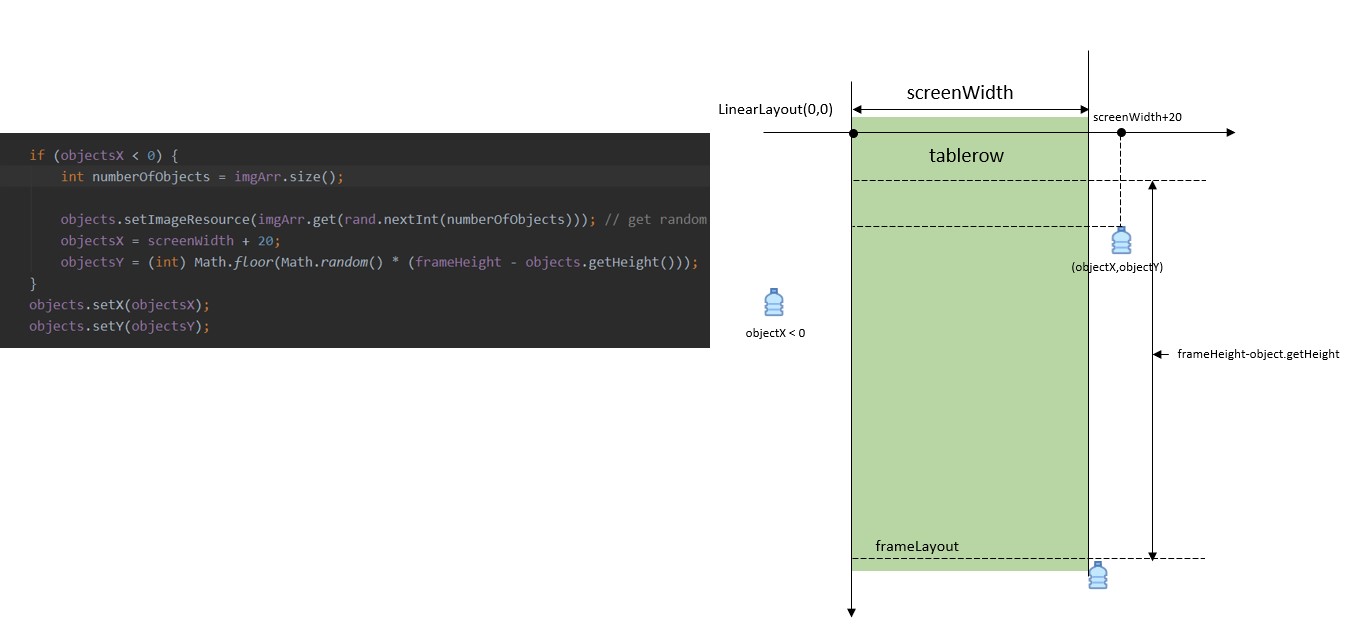 if (objectsX < 0) {
int numberOfObjects = imgArr.size();
objects.setImageResource(imgArr.get(rand.nextInt(numberOfObjects))); // get random
objectsX = screenWidth + 20;
objectsY = (int) Math.floor(Math.random() * (frameHeight - objects.getHeight()));
}
objects.setX(objectsX);
objects.setY(objectsY);
screenWidth
LinearLayout(0,0)
screenWidth+20
tablerow
(objectX,objectY)
objectX < 0
frameHeight-object.getHeight
frameLayout